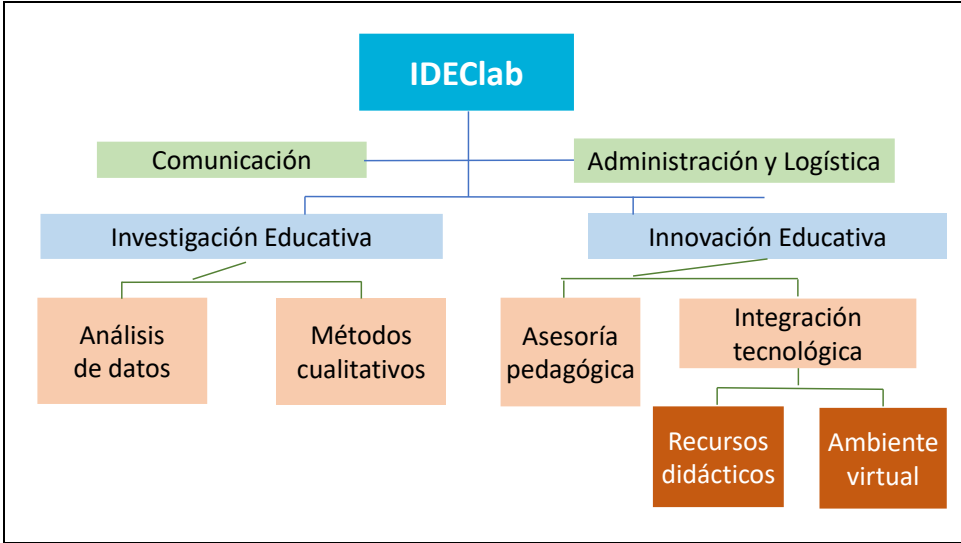 IDEClab
Comunicación
Administración y Logística
Investigación Educativa
Innovación Educativa
Análisis
de datos
Métodos
cualitativos
Asesoría
pedagógica
Integración
tecnológica
Recursos
didácticos
Ambiente
virtual